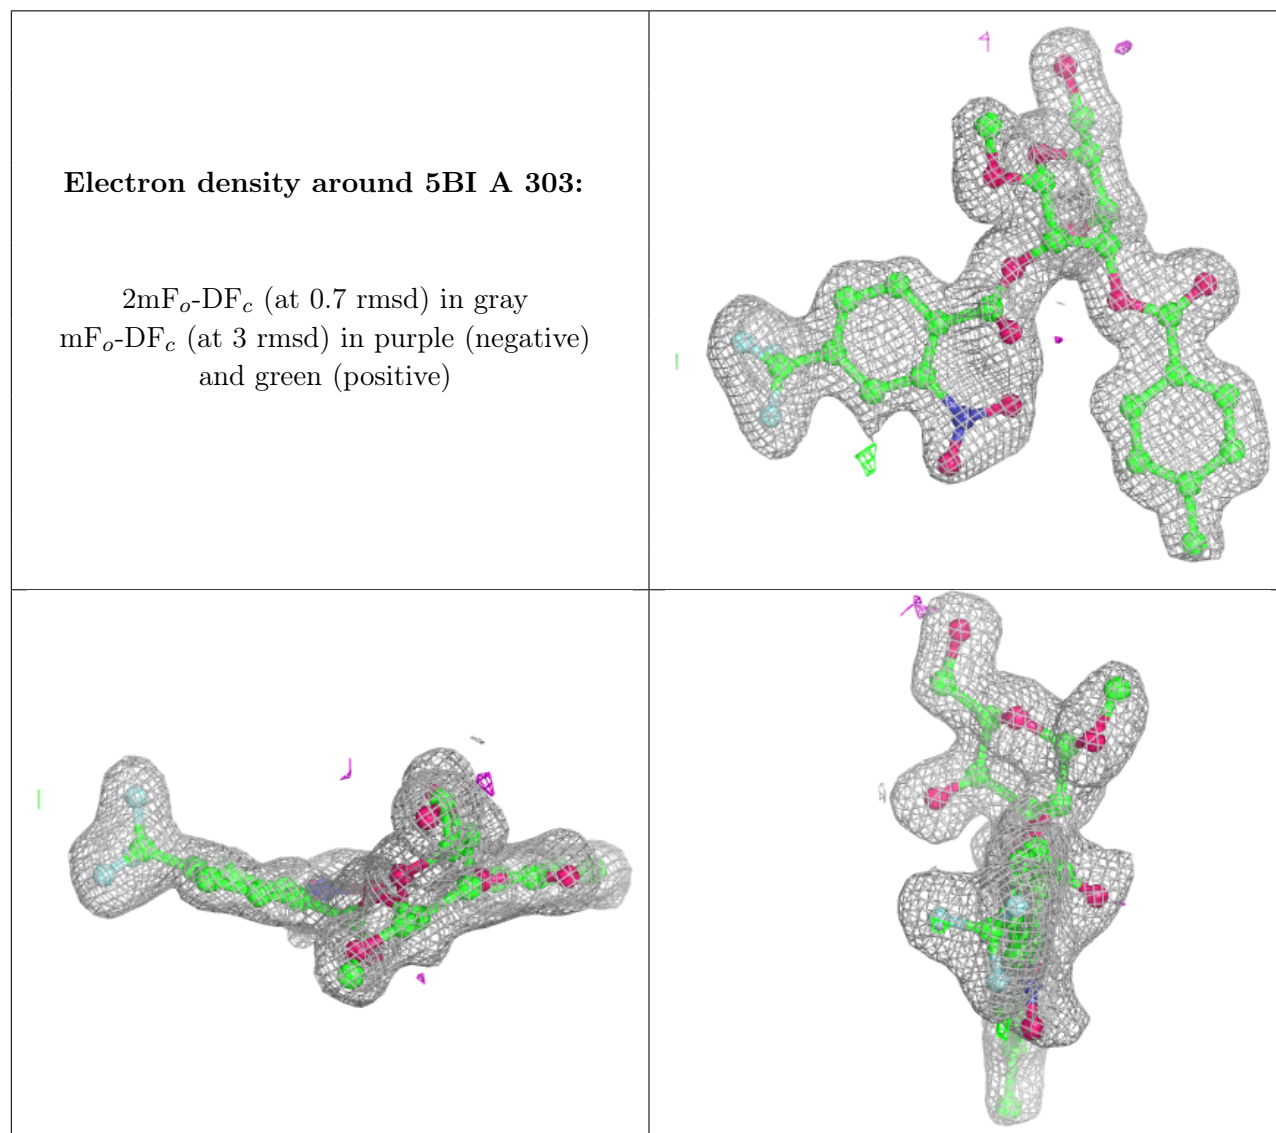 Electron density around 5BI A 303:
2mFo-DFc (at 0.7 rmsd) in gray
mFo-DFc (at 3 rmsd) in purple (negative)
and green (positive)